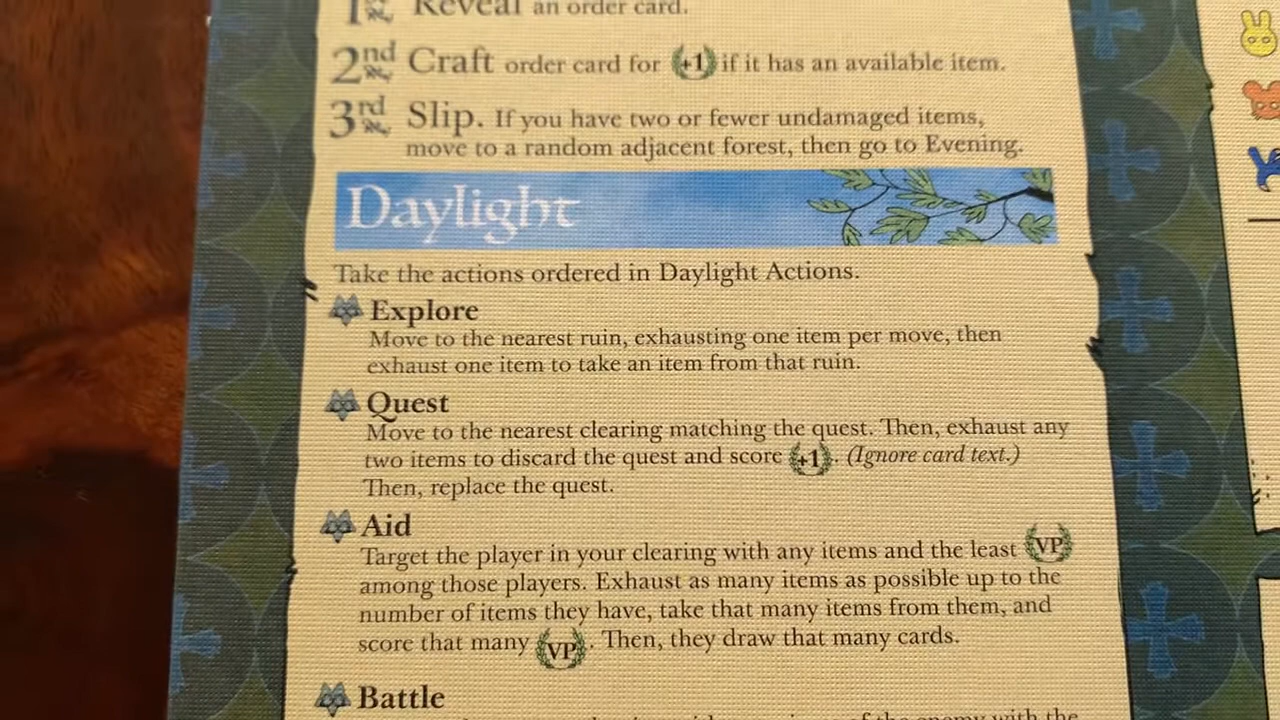 1st Reveal an order card.
2nd Craft order card for +1 if it has an available item.
3rd Slip. If you have two or fewer undamaged items,
move to a random adjacent forest, then go to Evening.
Daylight
Take the actions ordered in Daylight Actions.
Explore
Move to the nearest ruin, exhausting one item per move, then
exhaust one item to take an item from that ruin.
Quest
Move to the nearest clearing matching the quest. Then, exhaust any
two items to discard the quest and score +1. (Ignore card text.)
Then, replace the quest.
Aid
Target the player in your clearing with any items and the least VP
among those players. Exhaust as many items as possible up to the
number of items they have, take that many items from them, and
score that many VP. Then, they draw that many cards.
Battle
of the enemy with the